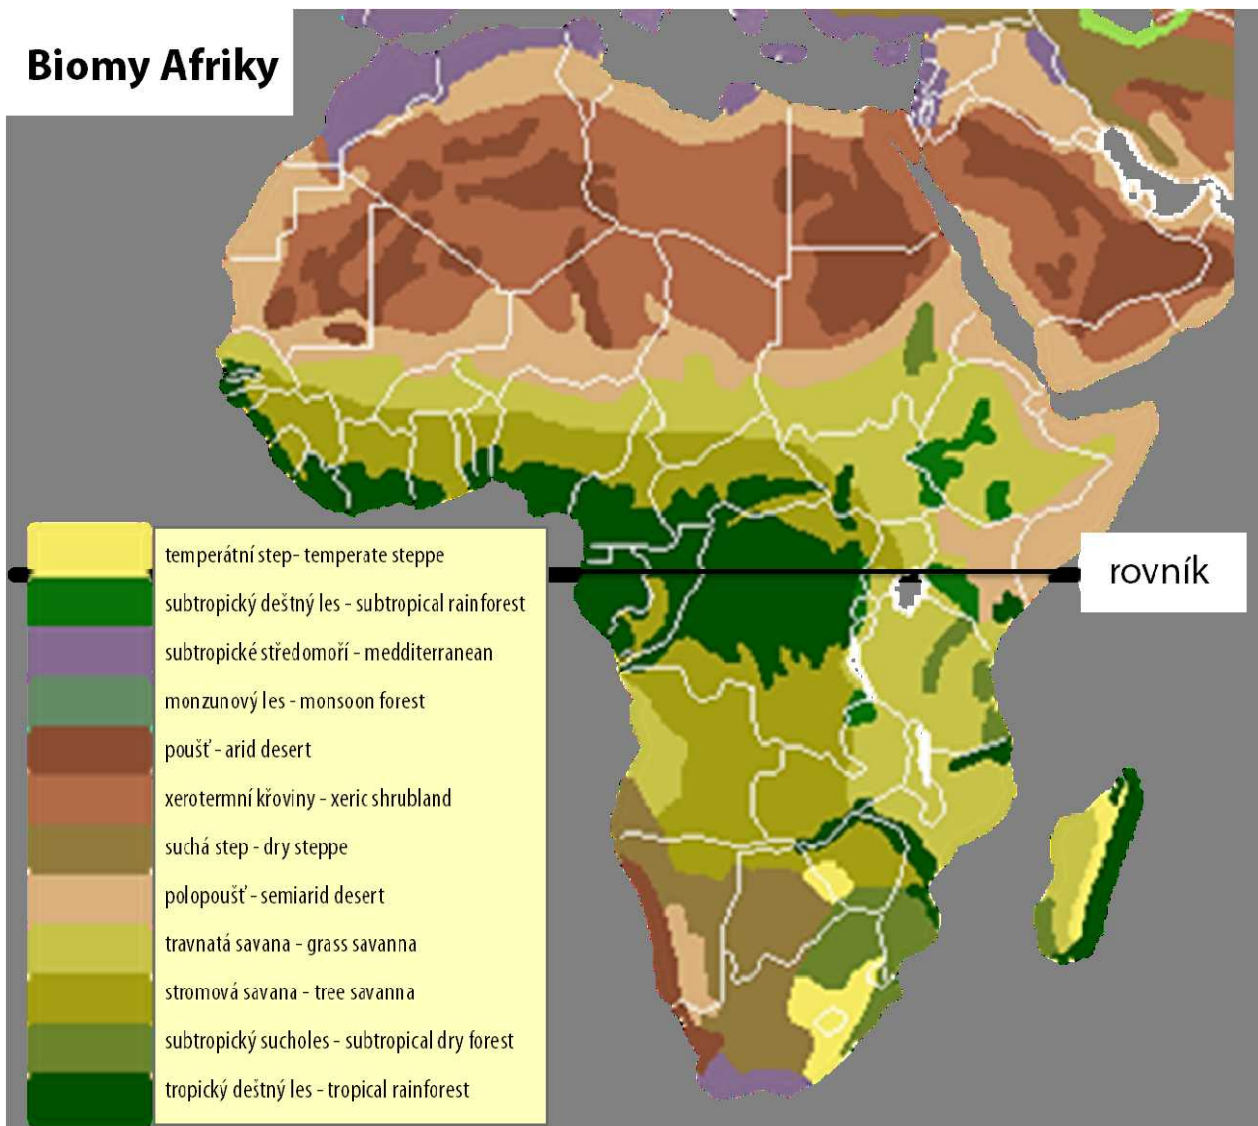 Biomy Afriky
temperátní step- temperate steppe
rovník
subtropický deštný les - subtropical rainforest
subtropické středomoří - medditerranean
monzunový les - monsoon forest
poušť - arid desert
xerotermní křoviny - xeric shrubland
suchá step - dry steppe
polopoušť - semiarid desert
travnatá savana - grass savanna
stromová savana - tree savanna
subtropický sucholes - subtropical dry forest
tropický deštný les - tropical rainforest